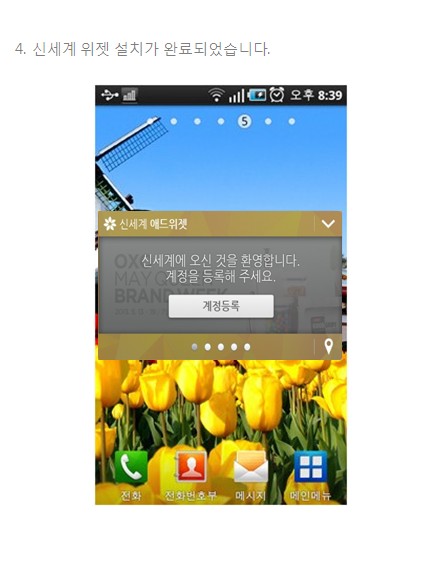 4. 신세계 위젯 설치가 완료되었습니다.
오후 8:39
5
신세계 애드위젯
신세계에 오신 것을 환영합니다.
계정을 등록해 주세요.
MAY
BRAND WEEK
계정등록
전화 전화번호부 메시지 메인메뉴